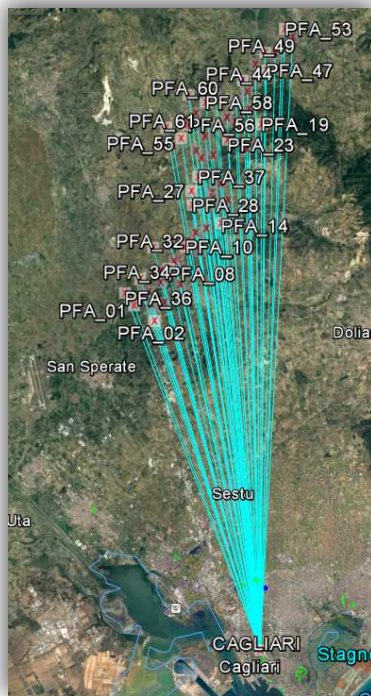 PFA_53
PFA_49
PFA_47
PFA_44
PFA_60
PFA_58
PFA_61
PFA_56
PFA_19
PFA_55
PFA_23
PFA_37
PFA_27
PFA_28
PFA_14
PFA_32
PFA_10
PFA_34
PFA_08
PFA_01
PFA_36
PFA_02
Dolia
San Sperate
Sestu
Uta
W
CAGLIARI
Cagliari
Stagno